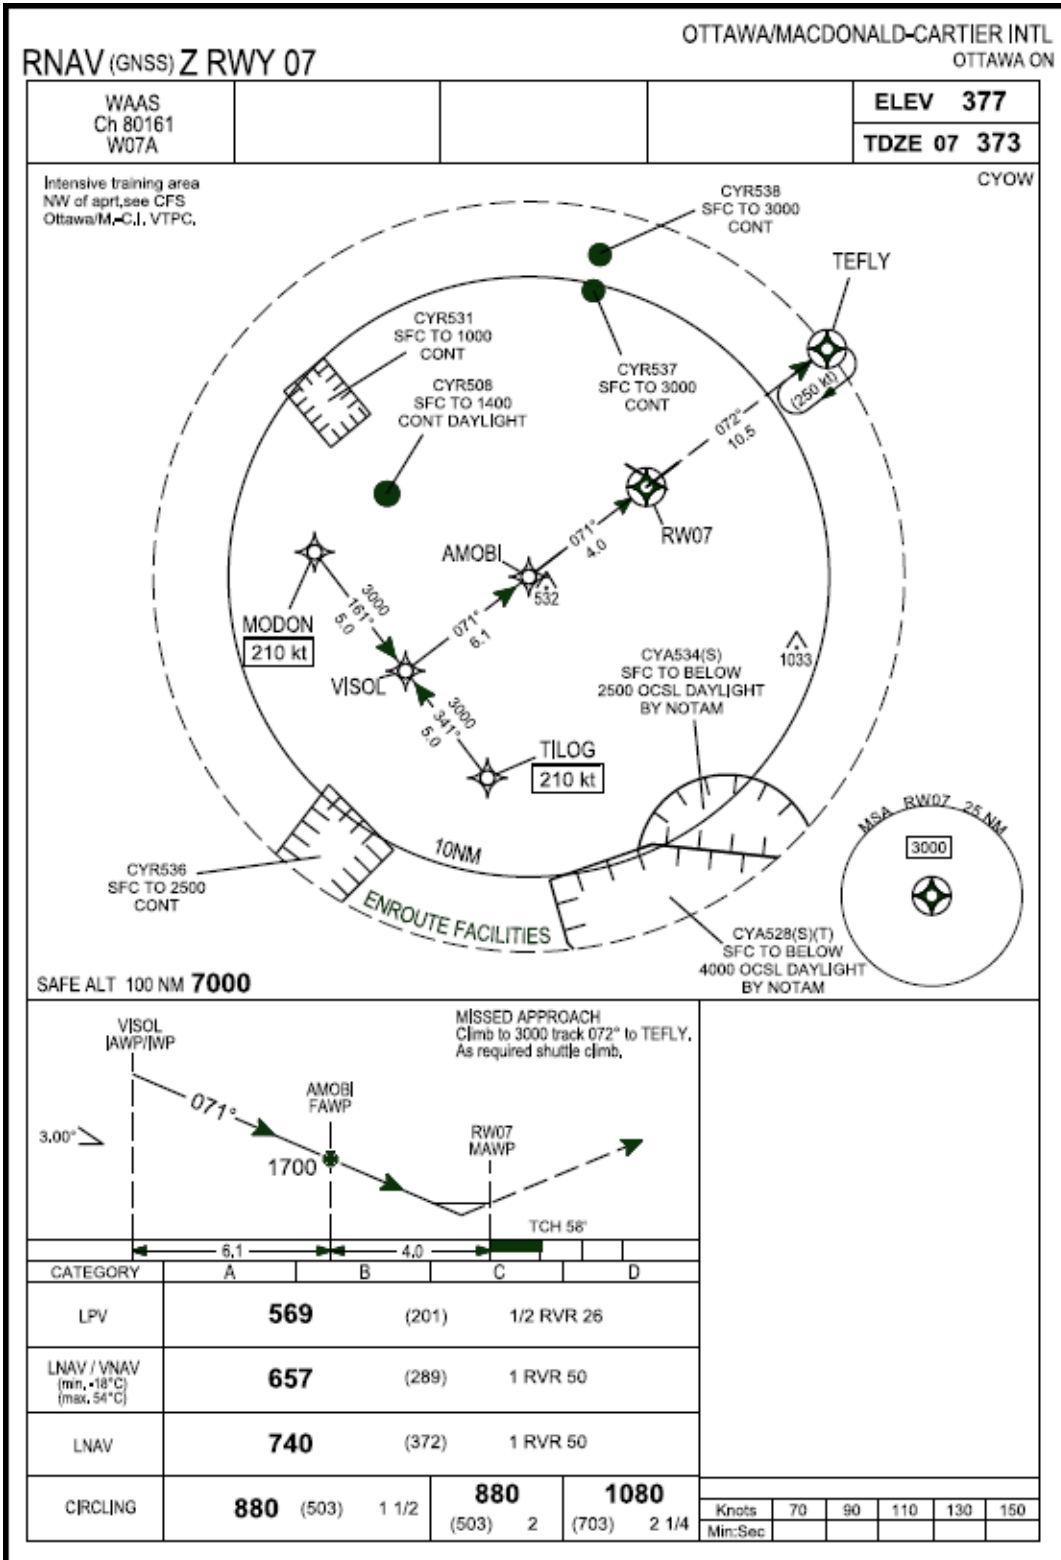 OTTAWA/MACDONALD-CARTIER INTL
RNAV (GNSS) Z RWY 07
OTTAWA ON
WAAS
Ch 80161
W07A
ELEV 377
TDZE 07 373
Intensive training area
NW of aprt,see CFS
Ottawa/M.-C.I. VTPC.
CYOW
CYR538
SFC TO 3000
CONT
TEFLY
CYR531
SFC TO 1000
CONT
CYR508
SFC TO 1400
CONT DAYLIGHT
CYR537
SFC TO 3000
CONT
(250 kt)
072°
10.5
RW07
071°
4.0
AMOBI
532
MODON
210 kt
3000
161°
5.0
071°
6.1
VISOL
3000
341°
5.0
TILOG
210 kt
1033
CYA534(S)
SFC TO BELOW
2500 OCSL DAYLIGHT
BY NOTAM
MSA RW07 25 NM
3000
10NM
CYR536
SFC TO 2500
CONT
ENROUTE FACILITIES
CYA528(S)(T)
SFC TO BELOW
4000 OCSL DAYLIGHT
BY NOTAM
SAFE ALT 100 NM 7000
VISOL
IAWP/IWP
MISSED APPROACH
Climb to 3000 track 072° to TEFLY.
As required shuttle climb.
071°
AMOBI
FAWP
3.00°
1700
RW07
MAWP
TCH 58'
6.1 4.0
CATEGORY A B C D
LPV 569 (201) 1/2 RVR 26
LNAV / VNAV
(min. -18°C)
(max. 54°C)
657 (289) 1 RVR 50
LNAV 740 (372) 1 RVR 50
CIRCLING 880 (503) 1 1/2
880
(503) 2
1080
(703) 2 1/4
Knots 70 90 110 130 150
Min:Sec